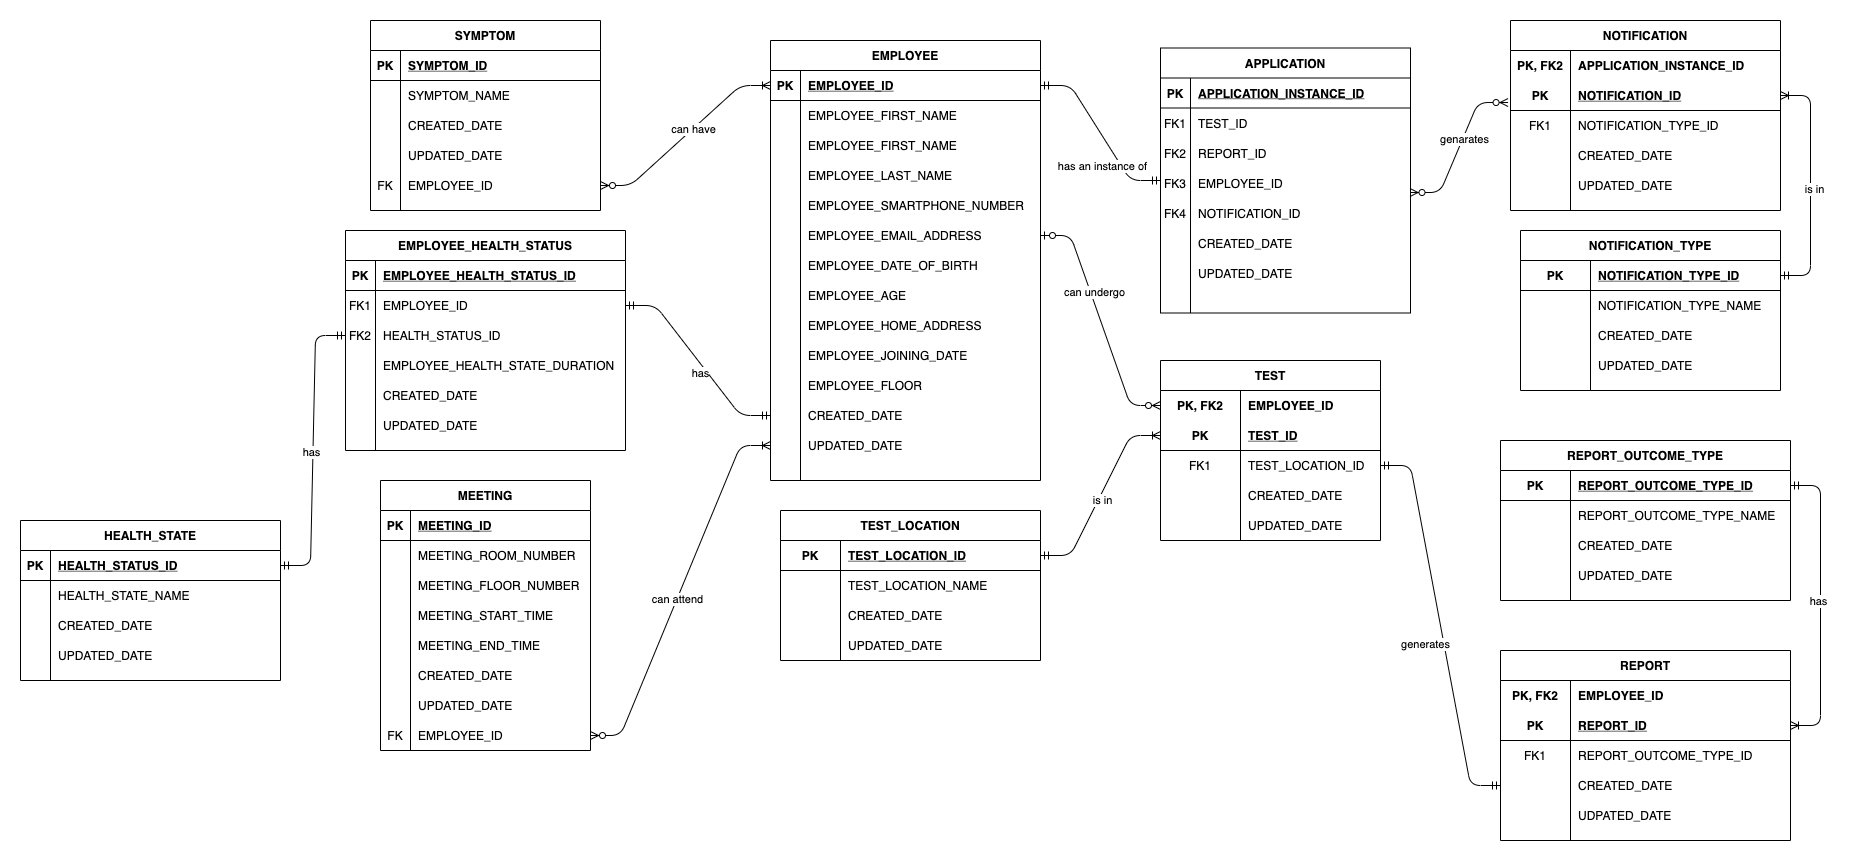 SYMPTOM
PK SYMPTOM_ID
SYMPTOM_NAME
CREATED_DATE
UPDATED_DATE
FK EMPLOYEE_ID
can have
EMPLOYEE_HEALTH_STATUS
PK EMPLOYEE_HEALTH_STATUS_ID
FK1 EMPLOYEE_ID
FK2 HEALTH_STATUS_ID
EMPLOYEE_HEALTH_STATE_DURATION
CREATED_DATE
UPDATED_DATE
has
has
HEALTH_STATE
PK HEALTH_STATUS_ID
HEALTH_STATE_NAME
CREATED_DATE
UPDATED_DATE
MEETING
PK MEETING_ID
MEETING_ROOM_NUMBER
MEETING_FLOOR_NUMBER
MEETING_START_TIME
MEETING_END_TIME
CREATED_DATE
UPDATED_DATE
FK EMPLOYEE_ID
can attend
EMPLOYEE
PK EMPLOYEE_ID
EMPLOYEE_FIRST_NAME
EMPLOYEE_FIRST_NAME
EMPLOYEE_LAST_NAME
EMPLOYEE_SMARTPHONE_NUMBER
EMPLOYEE_EMAIL_ADDRESS
EMPLOYEE_DATE_OF_BIRTH
EMPLOYEE_AGE
EMPLOYEE_HOME_ADDRESS
EMPLOYEE_JOINING_DATE
EMPLOYEE_FLOOR
CREATED_DATE
UPDATED_DATE
has an instance of
can undergo
TEST_LOCATION
PK TEST_LOCATION_ID
TEST_LOCATION_NAME
CREATED_DATE
UPDATED_DATE
is in
APPLICATION
PK APPLICATION_INSTANCE_ID
FK1 TEST_ID
FK2 REPORT_ID
FK3 EMPLOYEE_ID
FK4 NOTIFICATION_ID
CREATED_DATE
UPDATED_DATE
genarates
TEST
PK, FK2 EMPLOYEE_ID
PK TEST_ID
FK1 TEST_LOCATION_ID
CREATED_DATE
UPDATED_DATE
generates
NOTIFICATION
PK, FK2 APPLICATION_INSTANCE_ID
PK NOTIFICATION_ID
FK1 NOTIFICATION_TYPE_ID
CREATED_DATE
UPDATED_DATE
is in
NOTIFICATION_TYPE
PK NOTIFICATION_TYPE_ID
NOTIFICATION_TYPE_NAME
CREATED_DATE
UPDATED_DATE
REPORT_OUTCOME_TYPE
PK REPORT_OUTCOME_TYPE_ID
REPORT_OUTCOME_TYPE_NAME
CREATED_DATE
UPDATED_DATE
has
REPORT
PK, FK2 EMPLOYEE_ID
PK REPORT_ID
FK1 REPORT_OUTCOME_TYPE_ID
CREATED_DATE
UDPATED_DATE